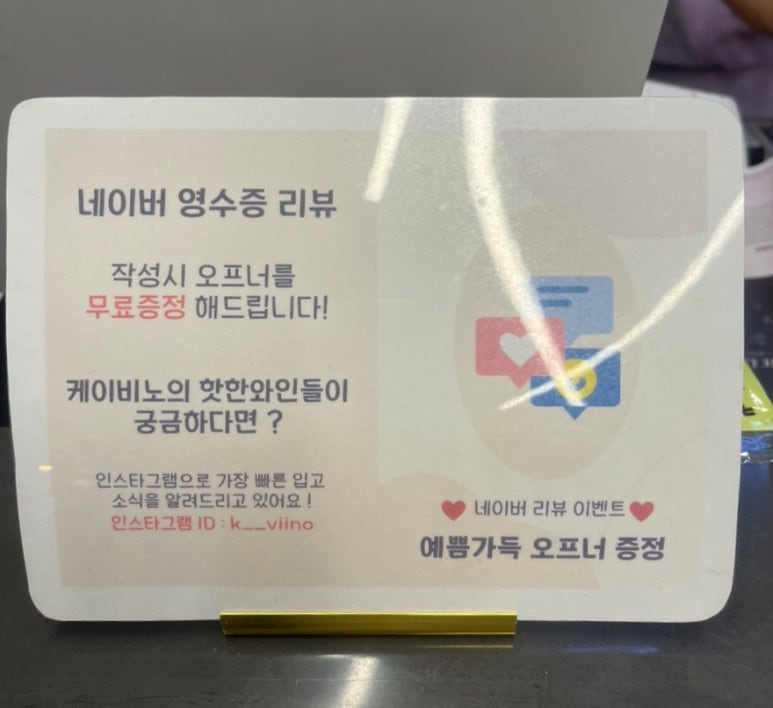 네이버 영수증 리뷰
작성시 오프너를
무료증정 해드립니다!
케이비노의 핫한와인들이
궁금하다면 ?
인스타그램으로 가장 빠른 입고
소식을 알려드리고 있어요 !
인스타그램 ID : k__viino
네이버 리뷰 이벤트
예쁨가득 오프너 증정